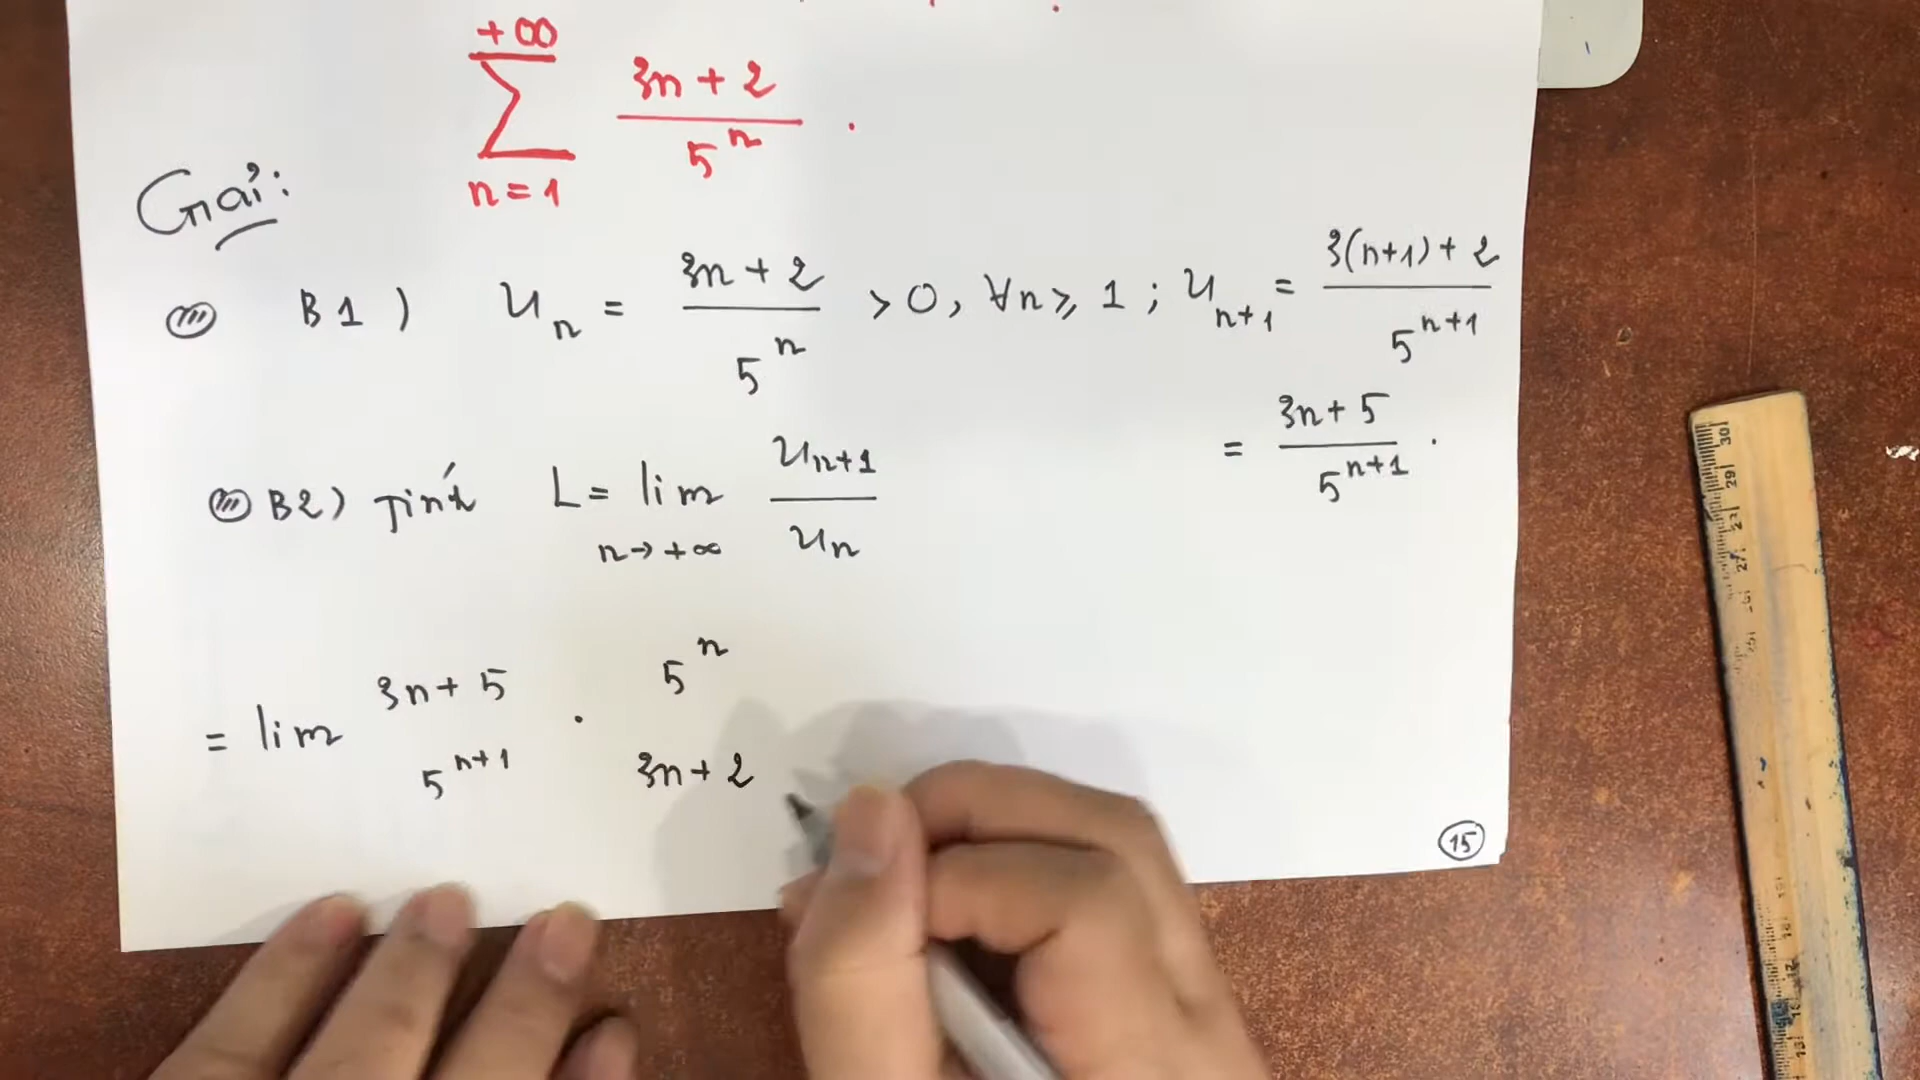 +∞
∑ (3n + 2)/5^n .
n = 1
Giải:
B1) u_n = (3n + 2)/5^n > 0, ∀n ⩾ 1 ; u_{n+1} = (3(n+1) + 2)/5^{n+1}
= (3n + 5)/5^{n+1} .
B2) Tính L = lim_{n→+∞} u_{n+1}/u_n
= lim (3n + 5)/5^{n+1} · 5^n/(3n + 2)
15